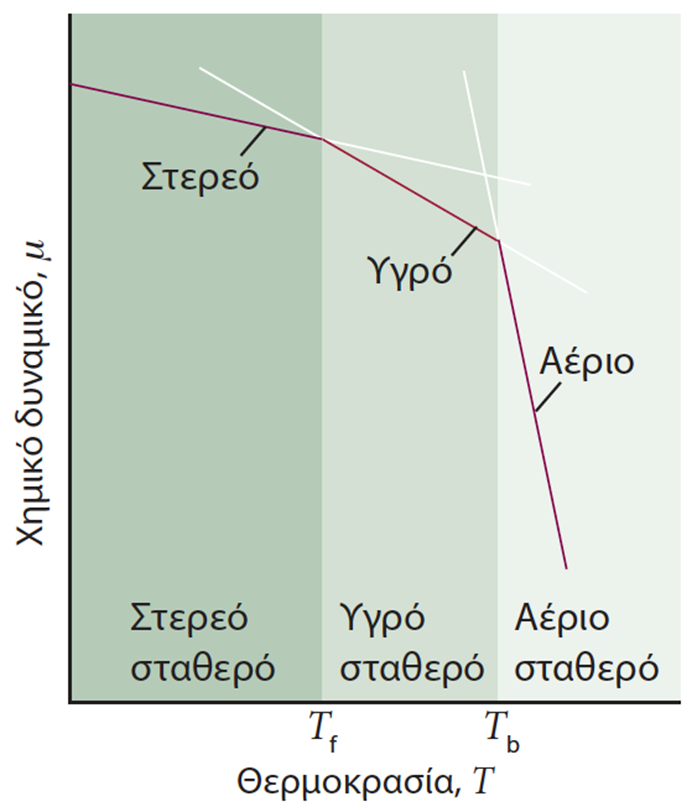 Χημικό δυναμικό, μ
Στερεό
Υγρό
Αέριο
Στερεό
σταθερό
Υγρό
σταθερό
Αέριο
σταθερό
Tf
Tb
Θερμοκρασία, T